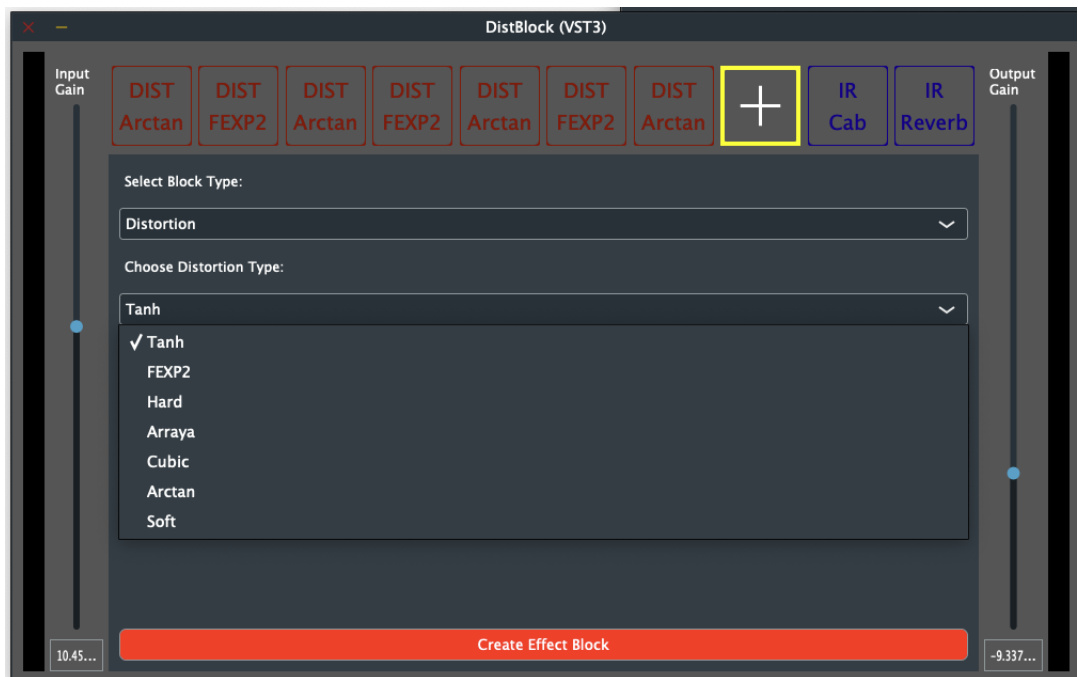 DistBlock (VST3)
Input
Gain
DIST
Arctan
DIST
FEXP2
DIST
Arctan
DIST
FEXP2
DIST
Arctan
DIST
FEXP2
DIST
Arctan
IR
Cab
IR
Reverb
Output
Gain
Select Block Type:
Distortion
Choose Distortion Type:
Tanh
✓ Tanh
FEXP2
Hard
Arraya
Cubic
Arctan
Soft
Create Effect Block
10.45...
-9.337...